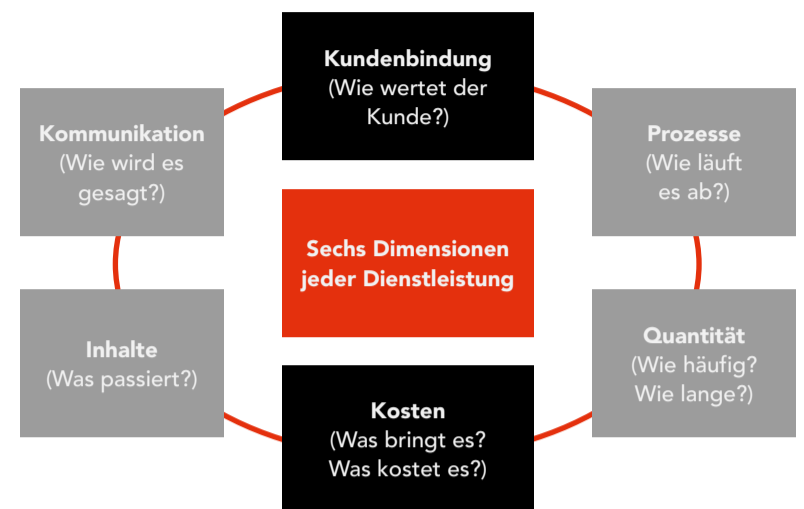 Kundenbindung
(Wie wertet der
Kunde?)
Kommunikation
(Wie wird es
gesagt?)
Prozesse
(Wie läuft
es ab?)
Sechs Dimensionen
jeder Dienstleistung
Inhalte
(Was passiert?)
Quantität
(Wie häufig?
Wie lange?)
Kosten
(Was bringt es?
Was kostet es?)